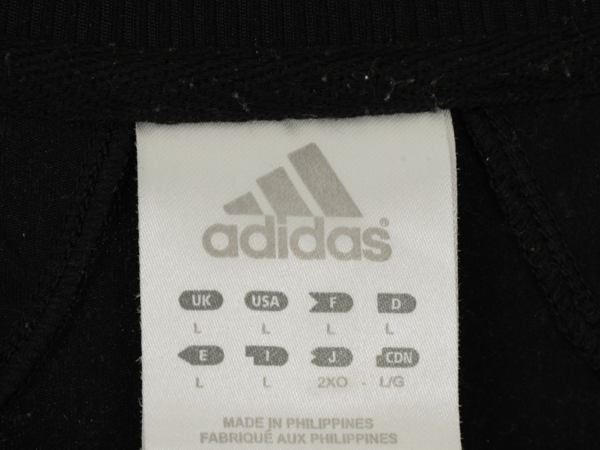 adidas®
UK USA F D
L L L L
E I J CDN
L L 2XO - L/G
MADE IN PHILIPPINES
FABRIQUÉ AUX PHILIPPINES